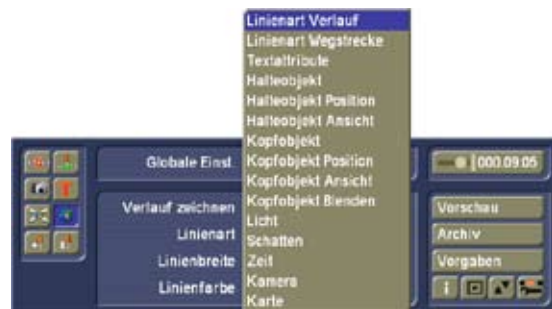 Linienart Verlauf
Linienart Wegstrecke
Textattribute
Halteobjekt
Halteobjekt Position
Halteobjekt Ansicht
Kopfobjekt
Kopfobjekt Position
Kopfobjekt Ansicht
Kopfobjekt Blenden
Licht
Schatten
Zeit
Kamera
Karte
Globale Einst.
Verlauf zeichnen
Linienart
Linienbreite
Linienfarbe
000.09:05
Vorschau
Archiv
Vorgaben
i